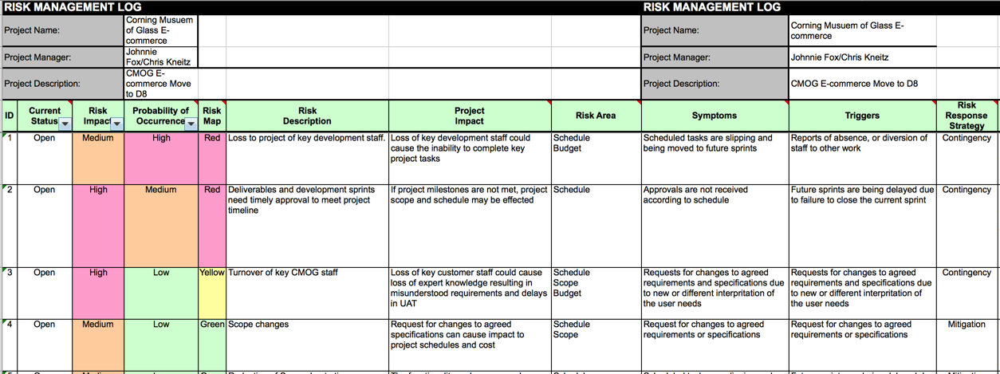 RISK MANAGEMENT LOG
RISK MANAGEMENT LOG
Project Name:
Corning Musuem
of Glass E-
commerce
Project Name:
Corning Musuem of Glass E-
commerce
Project Manager:
Johnnie
Fox/Chris Kneitz
Project Manager:
Johnnie Fox/Chris Kneitz
Project Description:
CMOG E-
commerce Move
to D8
Project Description:
CMOG E-commerce Move to D8
ID
Current
Status
Risk
Impact
Probability of
Occurrence
Risk
Map
Risk
Description
Project
Impact
Risk Area
Symptoms
Triggers
Risk
Response
Strategy
1
Open
Medium
High
Red
Loss to project of key development staff.
Loss of key development staff could
cause the inability to complete key
project tasks
Schedule
Budget
Scheduled tasks are slipping and
being moved to future sprints
Reports of absence, or diversion of
staff to other work
Contingency
2
Open
High
Medium
Red
Deliverables and development sprints
need timely approval to meet project
timeline
If project milestones are not met, project
scope and schedule may be effected
Schedule
Approvals are not received
according to schedule
Future sprints are being delayed due
to failure to close the current sprint
Contingency
3
Open
High
Low
Yellow
Turnover of key CMOG staff
Loss of key customer staff could cause
loss of expert knowledge resulting in
misunderstood requirements and delays
in UAT
Schedule
Scope
Budget
Requests for changes to agreed
requirements and specifications due
to new or different interpritation of
the user needs
Requests for changes to agreed
requirements and specifications due
to new or different interpritation of
the user needs
Contingency
4
Open
Medium
Low
Green
Scope changes
Request for changes to agreed
specifications can cause impact to
project schedules and cost
Schedule
Scope
Request for changes to agreed
requirements or specifications
Request for changes to agreed
requirements or specifications
Mitigation